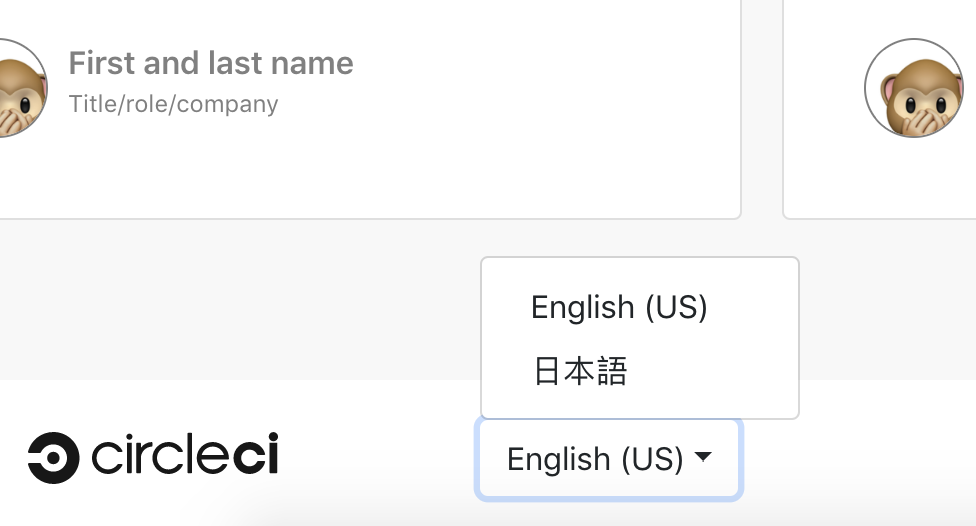 First and last name
Title/role/company
English (US)
日本語
circleci
English (US)